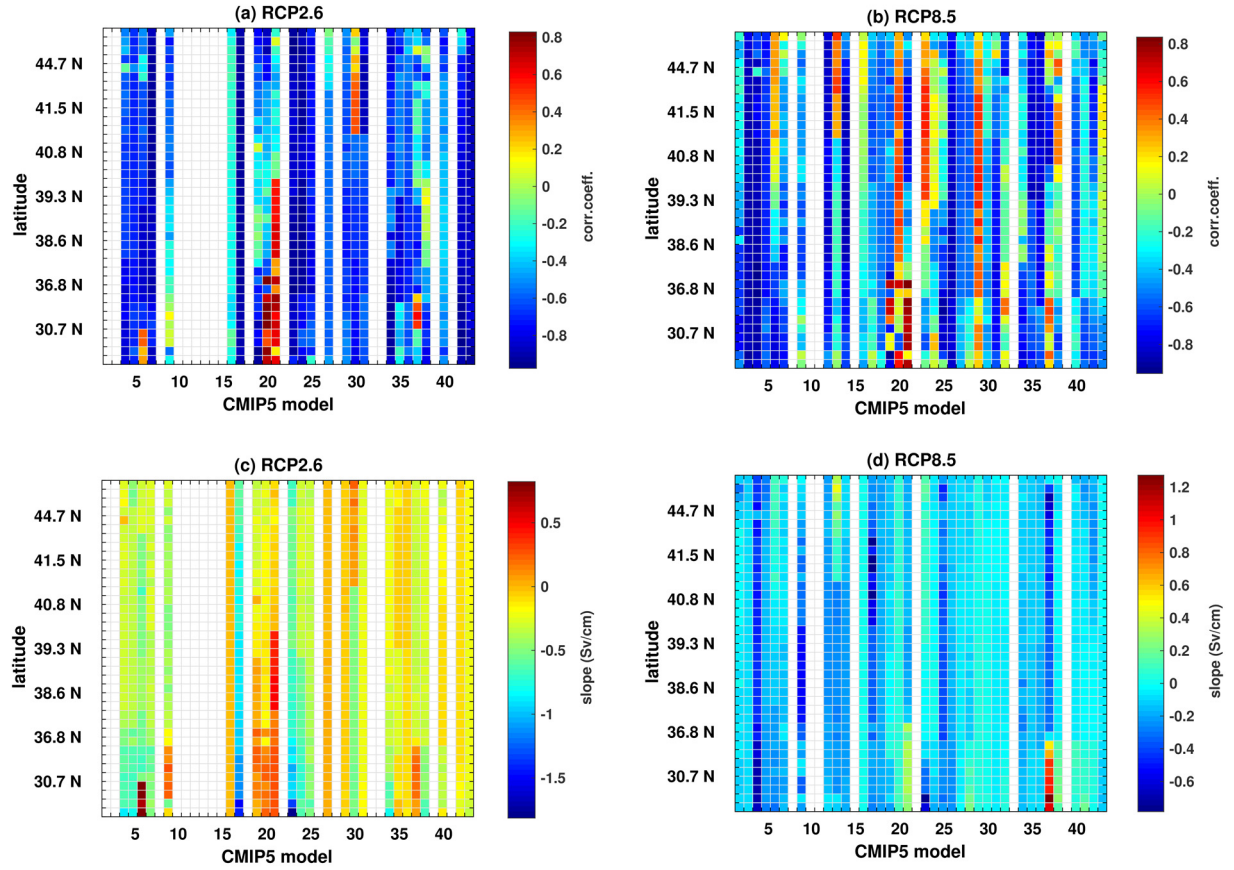 (a) RCP2.6
44.7 N
41.5 N
40.8 N
39.3 N
38.6 N
36.8 N
30.7 N
latitude
5 10 15 20 25 30 35 40
CMIP5 model
0.8
0.6
0.4
0.2
0
-0.2
-0.4
-0.6
-0.8
corr.coeff.
(b) RCP8.5
44.7 N
41.5 N
40.8 N
39.3 N
38.6 N
36.8 N
30.7 N
latitude
5 10 15 20 25 30 35 40
CMIP5 model
0.8
0.6
0.4
0.2
0
-0.2
-0.4
-0.6
-0.8
corr.coeff.
(c) RCP2.6
44.7 N
41.5 N
40.8 N
39.3 N
38.6 N
36.8 N
30.7 N
latitude
5 10 15 20 25 30 35 40
CMIP5 model
0.5
0
-0.5
-1
-1.5
slope (Sv/cm)
(d) RCP8.5
44.7 N
41.5 N
40.8 N
39.3 N
38.6 N
36.8 N
30.7 N
latitude
5 10 15 20 25 30 35 40
CMIP5 model
1.2
1
0.8
0.6
0.4
0.2
0
-0.2
-0.4
-0.6
slope (Sv/cm)